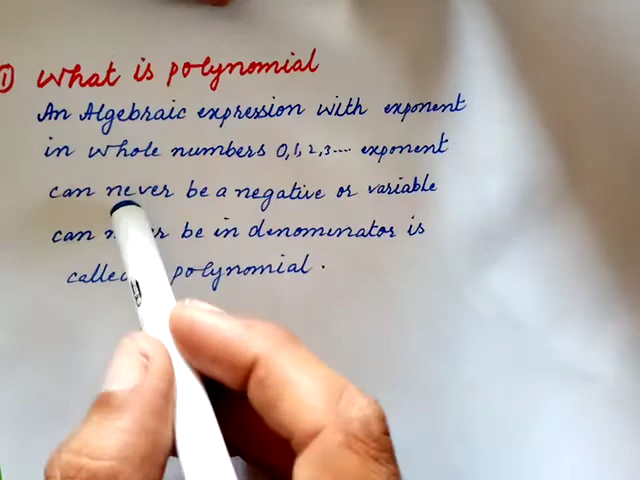 ① What is polynomial
An Algebraic expression with exponent
in whole numbers 0,1,2,3.... exponent
can never be a negative or variable
can be in denominator is
polynomial.